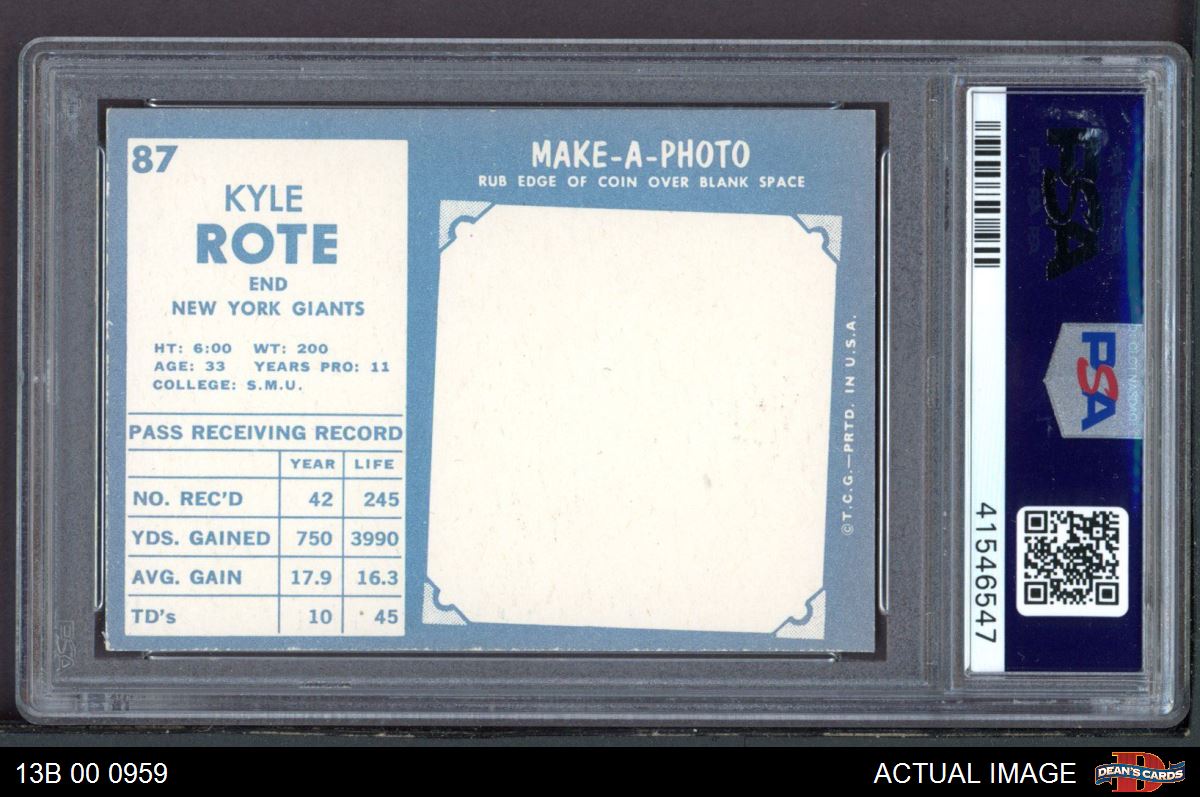 87
KYLE
ROTE
END
NEW YORK GIANTS
HT: 6:00 WT: 200
AGE: 33 YEARS PRO: 11
COLLEGE: S.M.U.
PASS RECEIVING RECORD
YEAR LIFE
NO. REC'D 42 245
YDS. GAINED 750 3990
AVG. GAIN 17.9 16.3
TD's 10 45
MAKE-A-PHOTO
RUB EDGE OF COIN OVER BLANK SPACE
©T.C.G.—PRTD. IN U.S.A.
PSA
PSA
41546547
PSA
13B 00 0959
ACTUAL IMAGE
D
DEAN'S CARDS